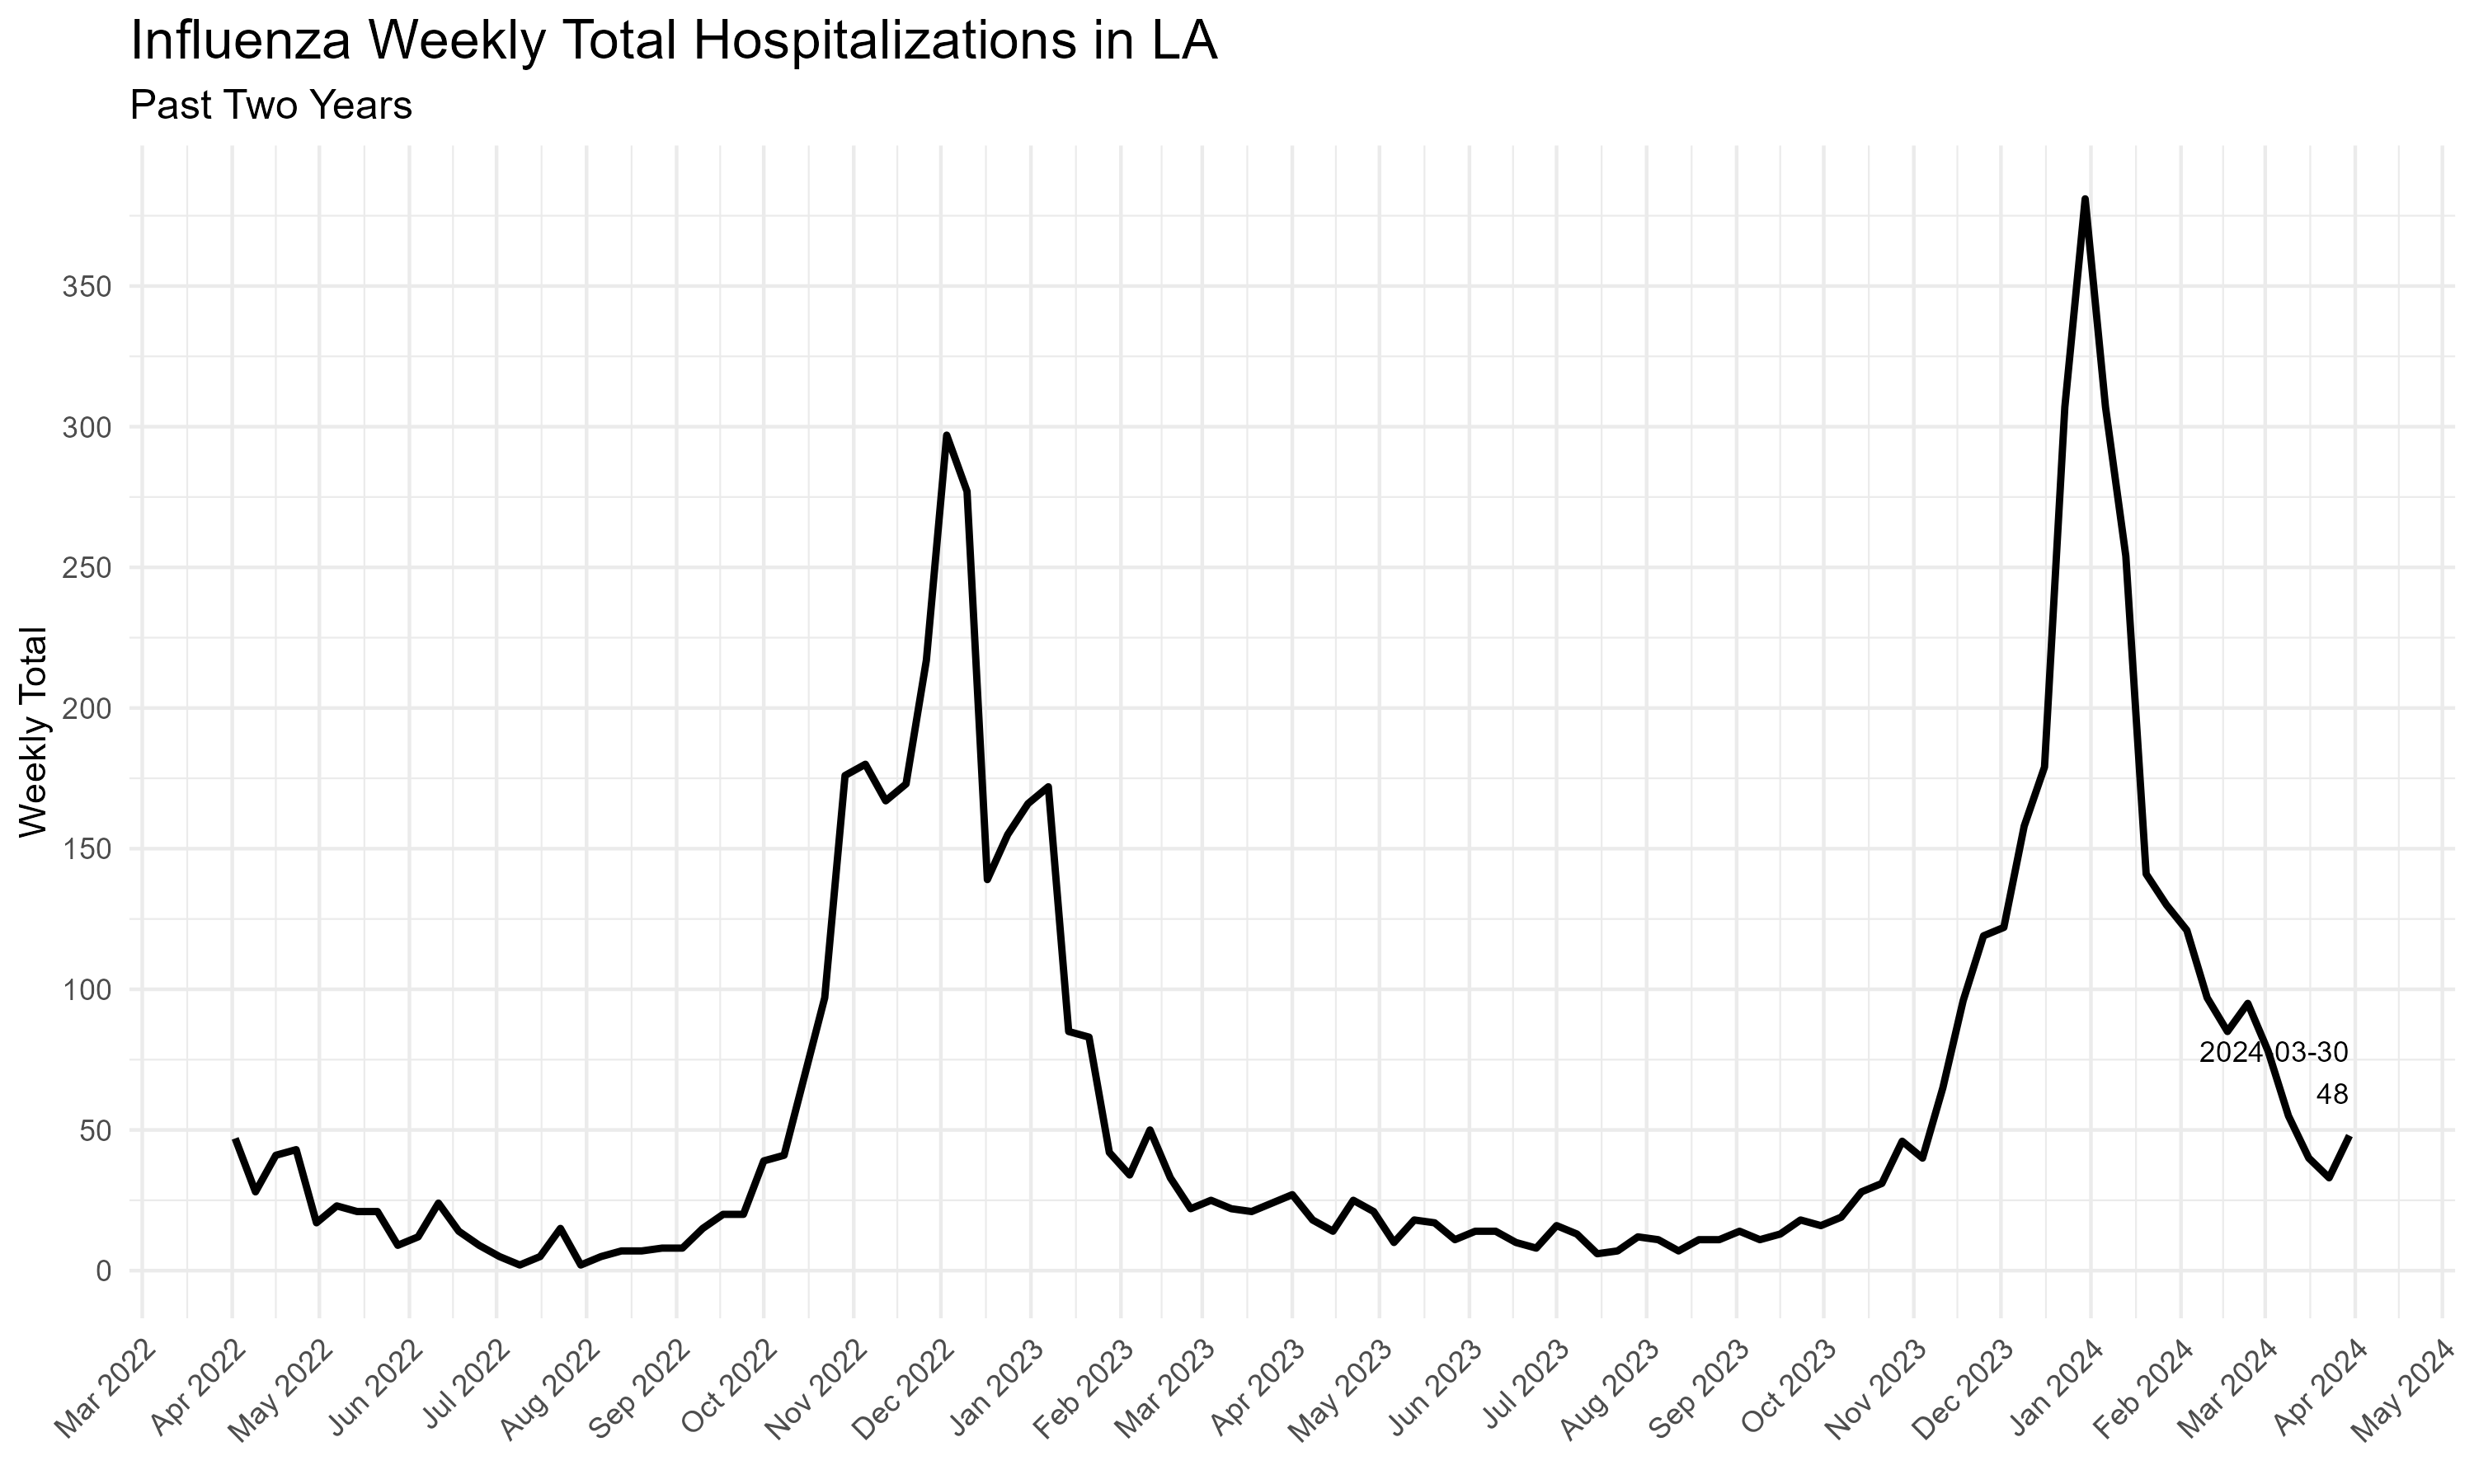 Influenza Weekly Total Hospitalizations in LA
Past Two Years
Weekly Total
350
300
250
200
150
100
50
0
2024-03-30
48
Mar 2022
Apr 2022
May 2022
Jun 2022
Jul 2022
Aug 2022
Sep 2022
Oct 2022
Nov 2022
Dec 2022
Jan 2023
Feb 2023
Mar 2023
Apr 2023
May 2023
Jun 2023
Jul 2023
Aug 2023
Sep 2023
Oct 2023
Nov 2023
Dec 2023
Jan 2024
Feb 2024
Mar 2024
Apr 2024
May 2024